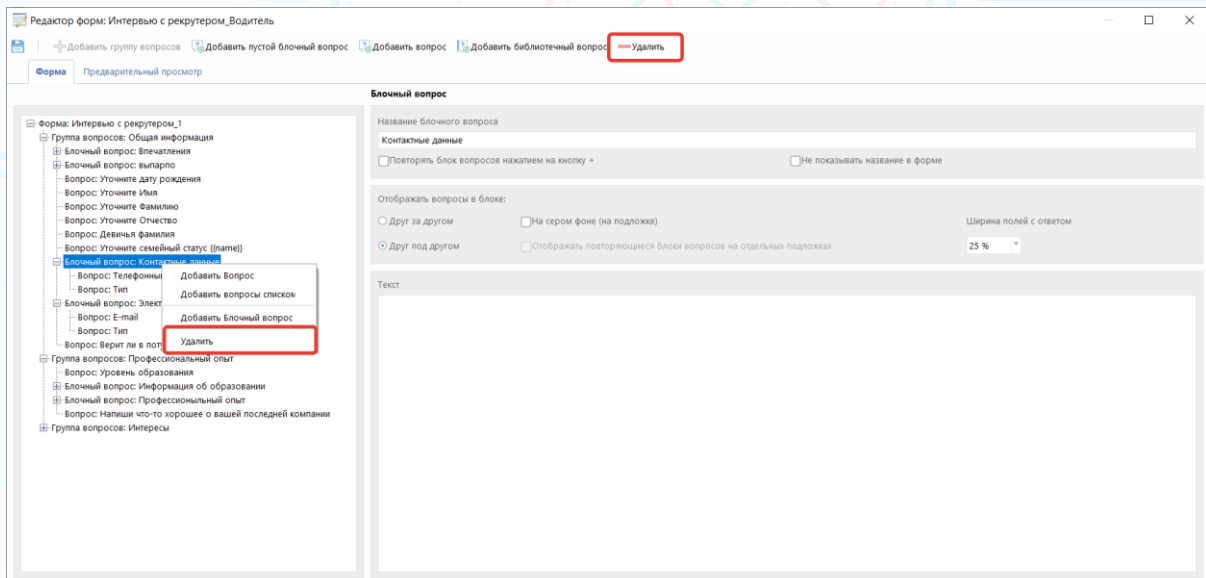 Редактор форм: Интервью с рекрутером_Водитель
Добавить группу вопросов Добавить пустой блочный вопрос Добавить вопрос Добавить библиотечный вопрос Удалить
Форма Предварительный просмотр
Блочный вопрос
Форма: Интервью с рекрутером_1
Группа вопросов: Общая информация
Блочный вопрос: Впечатления
Блочный вопрос: выпарпо
Вопрос: Уточните дату рождения
Вопрос: Уточните Имя
Вопрос: Уточните Фамилию
Вопрос: Уточните Отчество
Вопрос: Девичья фамилия
Вопрос: Уточните семейный статус {{name}}
Блочный вопрос: Контактные данные
Вопрос: Телефонный
Вопрос: Тип
Блочный вопрос: Элект
Вопрос: E-mail
Вопрос: Тип
Вопрос: Верит ли в пот
Группа вопросов: Профессиональный опыт
Вопрос: Уровень образования
Блочный вопрос: Информация об образовании
Блочный вопрос: Профессионыльный опыт
Вопрос: Напиши что-то хорошее о вашей последней компании
Группа вопросов: Интересы
Добавить Вопрос
Добавить вопросы списком
Добавить Блочный вопрос
Удалить
Название блочного вопроса
Контактные данные
Повторять блок вопросов нажатием на кнопку + Не показывать название в форме
Отображать вопросы в блоке:
Друг за другом На сером фоне (на подложке) Ширина полей с ответом
Друг под другом Отображать повторяющиеся блоки вопросов на отдельных подложках 25 %
Текст